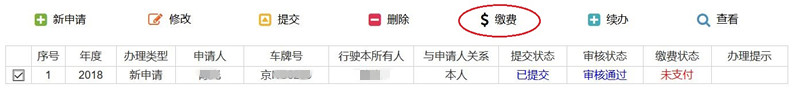 新申请 修改 提交 删除 $ 缴费 续办 查看
序号 年度 办理类型 申请人 车牌号 行驶本所有人 与申请人关系 提交状态 审核状态 缴费状态 办理提示
1 2018 新申请 京 本人 已提交 审核通过 未支付